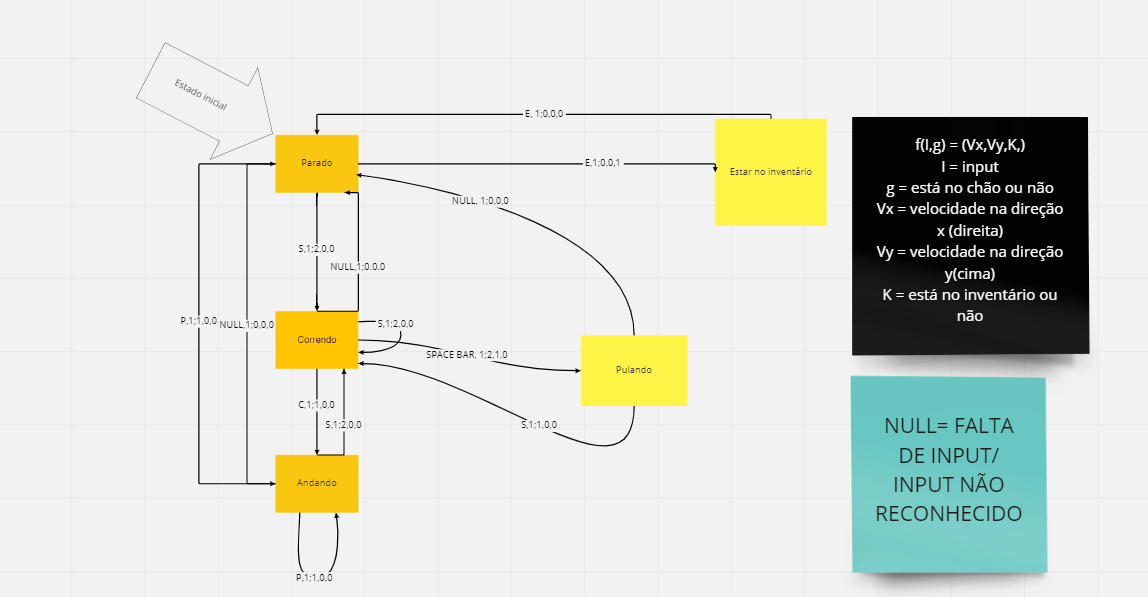 Estado inicial
E, 1;0,0,0
Parado
E,1;0,0,1
Estar no inventário
NULL, 1;0,0,0
S,1;2,0,0
NULL,1;0.0.0
P,1;1,0,0
NULL,1;0,0,0
Correndo
S,1;2,0,0
SPACE BAR, 1;2,1,0
Pulando
C,1;1,0,0
S,1;2,0,0
S,1;1,0,0
Andando
P,1;1,0,0
f(I,g) = (Vx,Vy,K,)
I = input
g = está no chão ou não
Vx = velocidade na direção
x (direita)
Vy = velocidade na direção
y(cima)
K = está no inventário ou
não
NULL= FALTA
DE INPUT/
INPUT NÃO
RECONHECIDO